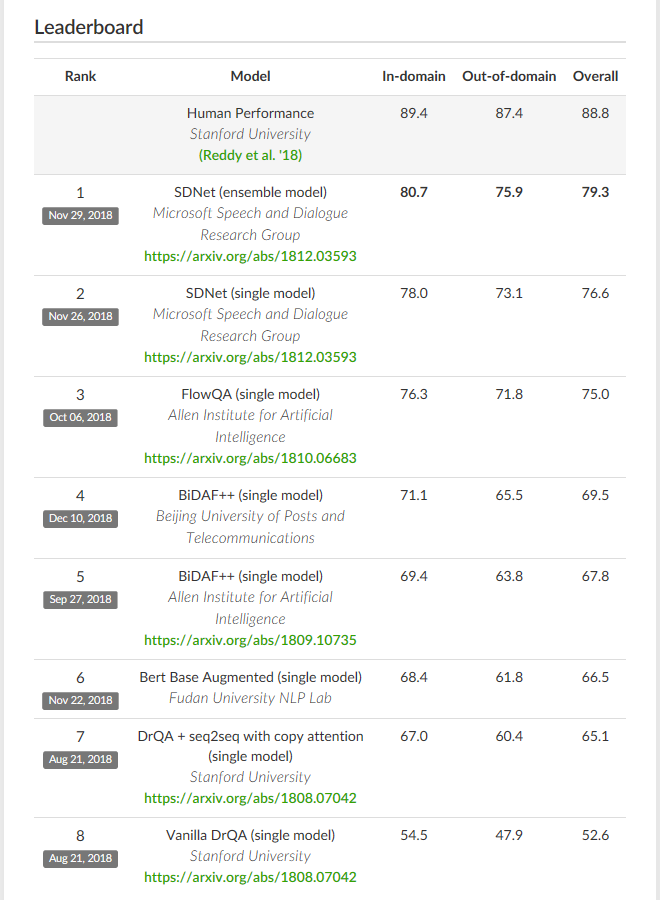 Leaderboard
Rank Model In-domain Out-of-domain Overall
Human Performance 89.4 87.4 88.8
Stanford University
(Reddy et al. '18)
1 SDNet (ensemble model) 80.7 75.9 79.3
Nov 29, 2018 Microsoft Speech and Dialogue
Research Group
https://arxiv.org/abs/1812.03593
2 SDNet (single model) 78.0 73.1 76.6
Nov 26, 2018 Microsoft Speech and Dialogue
Research Group
https://arxiv.org/abs/1812.03593
3 FlowQA (single model) 76.3 71.8 75.0
Oct 06, 2018 Allen Institute for Artificial
Intelligence
https://arxiv.org/abs/1810.06683
4 BiDAF++ (single model) 71.1 65.5 69.5
Dec 10, 2018 Beijing University of Posts and
Telecommunications
5 BiDAF++ (single model) 69.4 63.8 67.8
Sep 27, 2018 Allen Institute for Artificial
Intelligence
https://arxiv.org/abs/1809.10735
6 Bert Base Augmented (single model) 68.4 61.8 66.5
Nov 22, 2018 Fudan University NLP Lab
7 DrQA + seq2seq with copy attention 67.0 60.4 65.1
Aug 21, 2018 (single model)
Stanford University
https://arxiv.org/abs/1808.07042
8 Vanilla DrQA (single model) 54.5 47.9 52.6
Aug 21, 2018 Stanford University
https://arxiv.org/abs/1808.07042